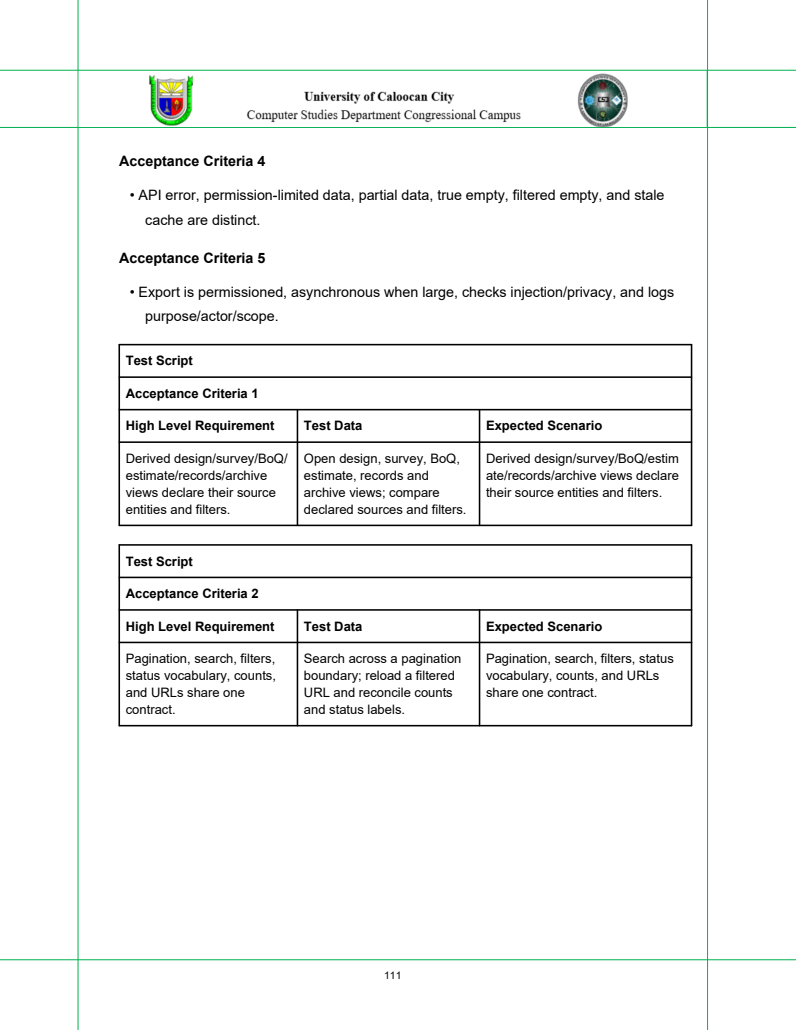 University of Caloocan City
Computer Studies Department Congressional Campus
Acceptance Criteria 4
• API error, permission-limited data, partial data, true empty, filtered empty, and stale
cache are distinct.
Acceptance Criteria 5
• Export is permissioned, asynchronous when large, checks injection/privacy, and logs
purpose/actor/scope.
Test Script
Acceptance Criteria 1
High Level Requirement
Test Data
Expected Scenario
Derived design/survey/BoQ/
estimate/records/archive
views declare their source
entities and filters.
Open design, survey, BoQ,
estimate, records and
archive views; compare
declared sources and filters.
Derived design/survey/BoQ/estim
ate/records/archive views declare
their source entities and filters.
Test Script
Acceptance Criteria 2
High Level Requirement
Test Data
Expected Scenario
Pagination, search, filters,
status vocabulary, counts,
and URLs share one
contract.
Search across a pagination
boundary; reload a filtered
URL and reconcile counts
and status labels.
Pagination, search, filters, status
vocabulary, counts, and URLs
share one contract.
111